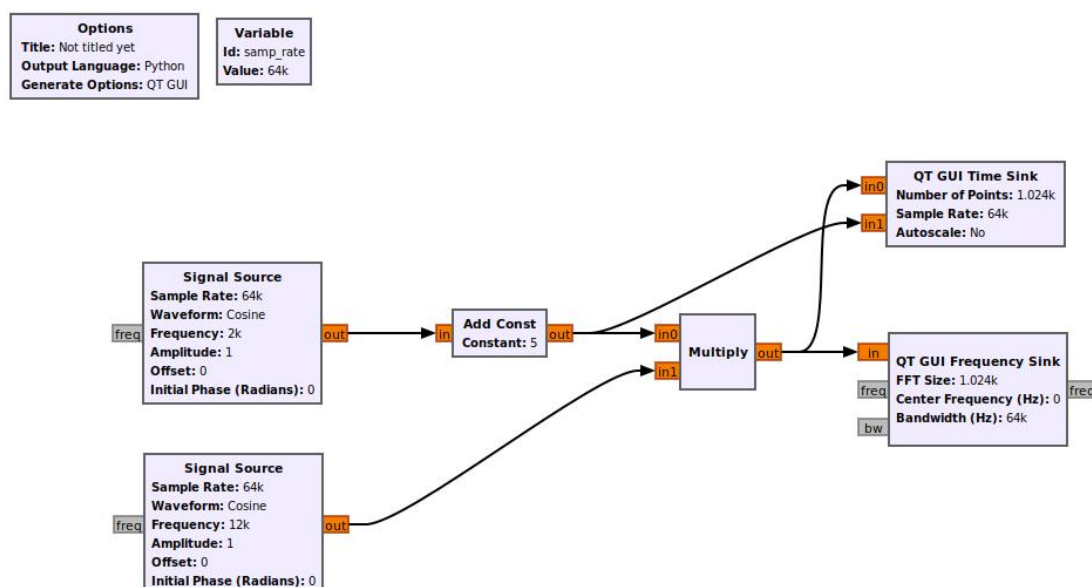 Options
Title: Not titled yet
Output Language: Python
Generate Options: QT GUI
Variable
Id: samp_rate
Value: 64k
QT GUI Time Sink
Number of Points: 1.024k
Sample Rate: 64k
Autoscale: No
in0
in1
Signal Source
Sample Rate: 64k
Waveform: Cosine
Frequency: 2k
Amplitude: 1
Offset: 0
Initial Phase (Radians): 0
freq
out
Add Const
Constant: 5
in
out
Multiply
in0
in1
out
QT GUI Frequency Sink
FFT Size: 1.024k
Center Frequency (Hz): 0
Bandwidth (Hz): 64k
in
freq
bw
freq
Signal Source
Sample Rate: 64k
Waveform: Cosine
Frequency: 12k
Amplitude: 1
Offset: 0
Initial Phase (Radians): 0
freq
out